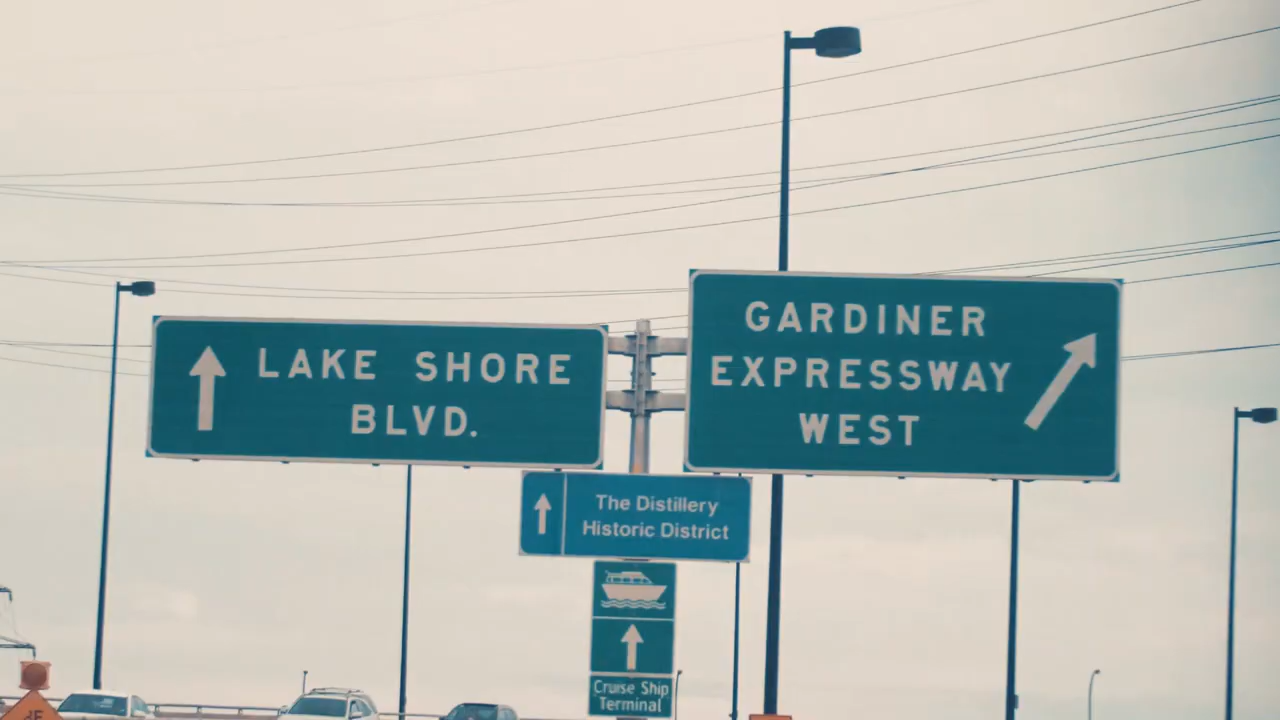 LAKE SHORE
BLVD.
GARDINER
EXPRESSWAY
WEST
The Distillery
Historic District
Cruise Ship
Terminal